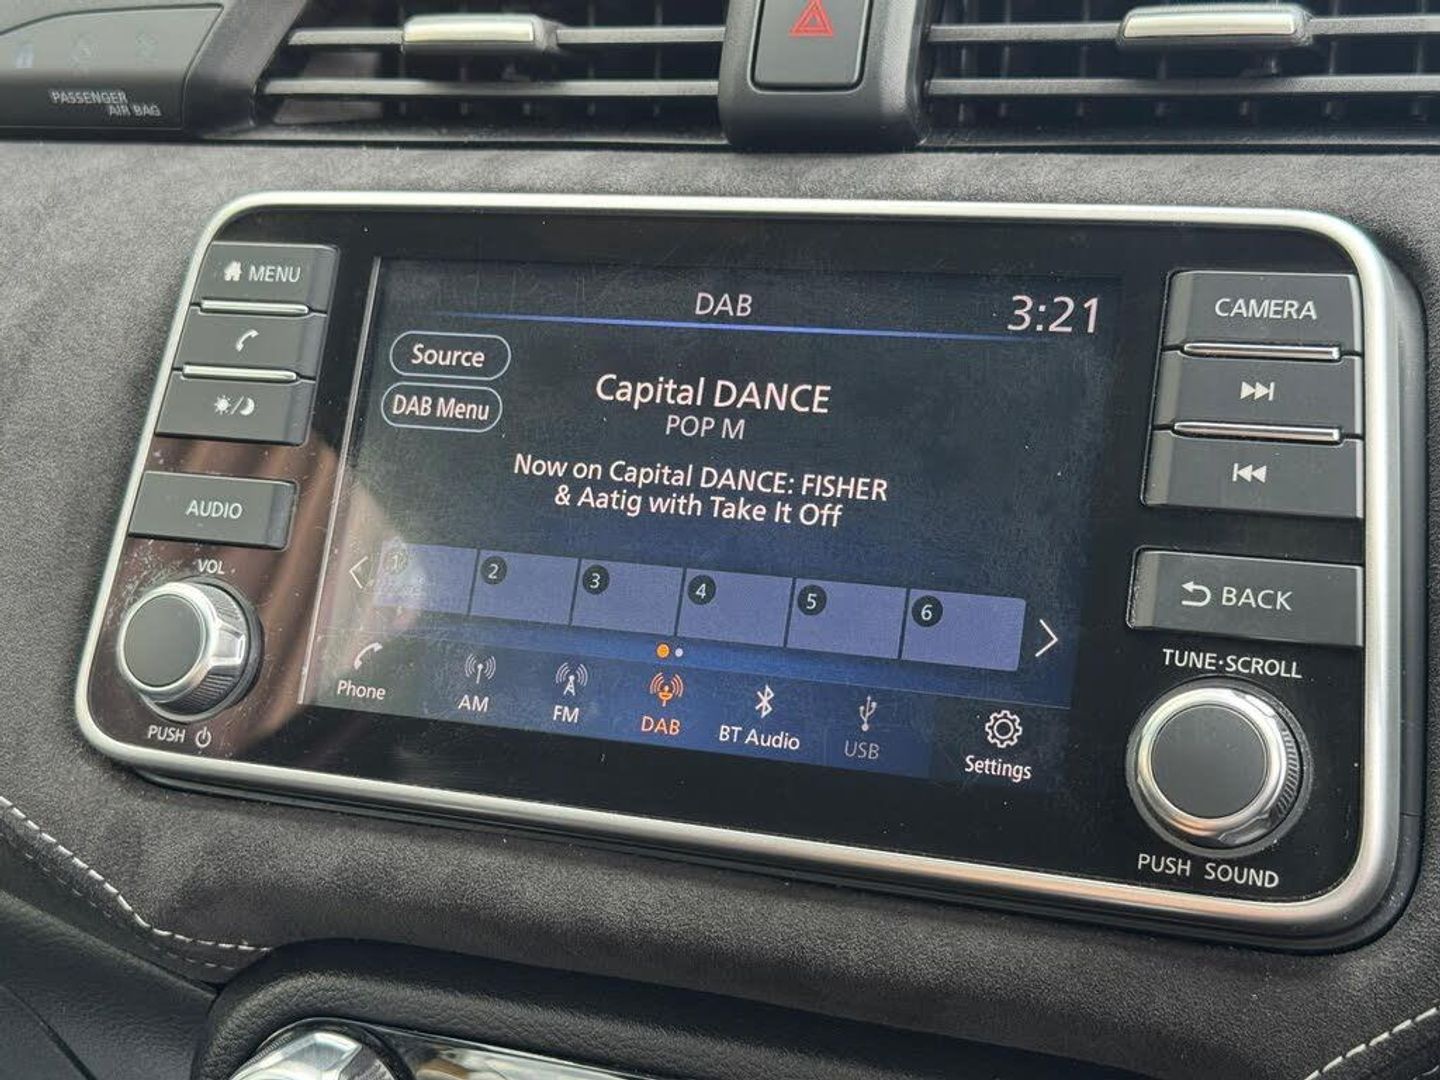 PASSENGER
AIR BAG
MENU
AUDIO
VOL
PUSH
DAB
3:21
Source
DAB Menu
Capital DANCE
POP M
Now on Capital DANCE: FISHER
& Aatig with Take It Off
1 2 3 4 5 6
Phone AM FM DAB BT Audio USB Settings
CAMERA
BACK
TUNE·SCROLL
PUSH SOUND